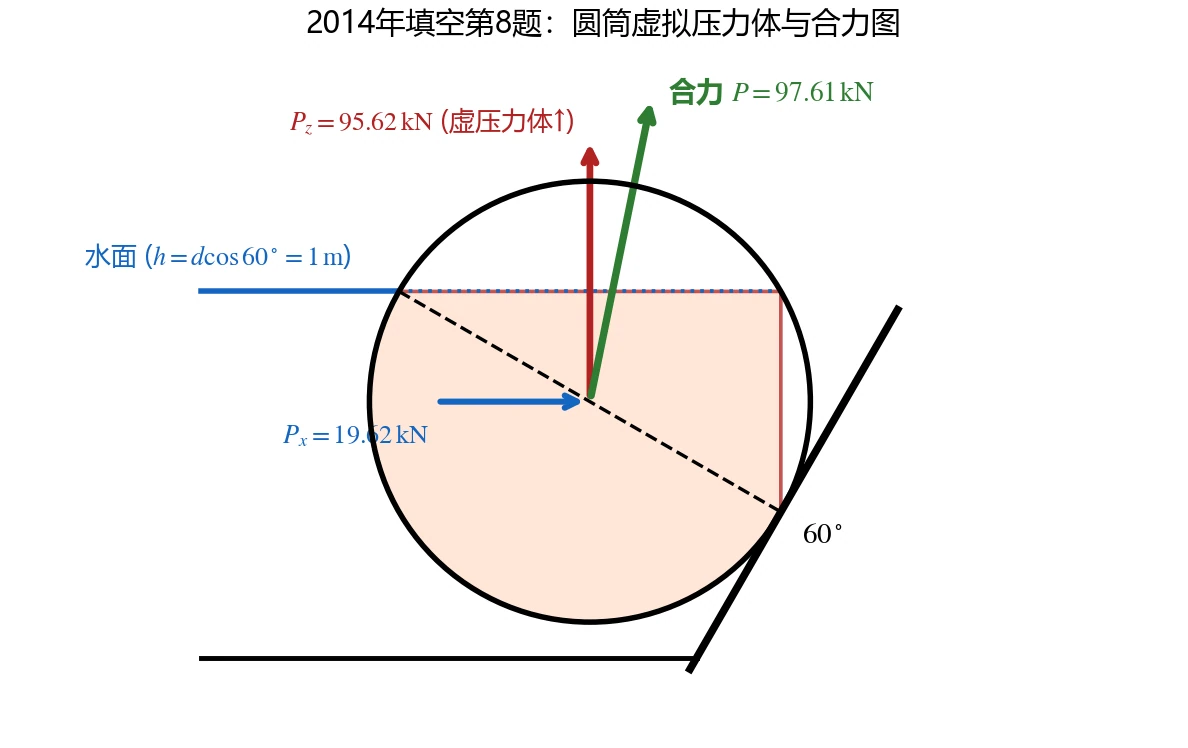 2014年填空第8题：圆筒虚拟压力体与合力图
合力 P = 97.61 kN
P_z = 95.62 kN (虚压力体↑)
水面 (h = d cos 60° = 1 m)
P_x = 19.62 kN
60°